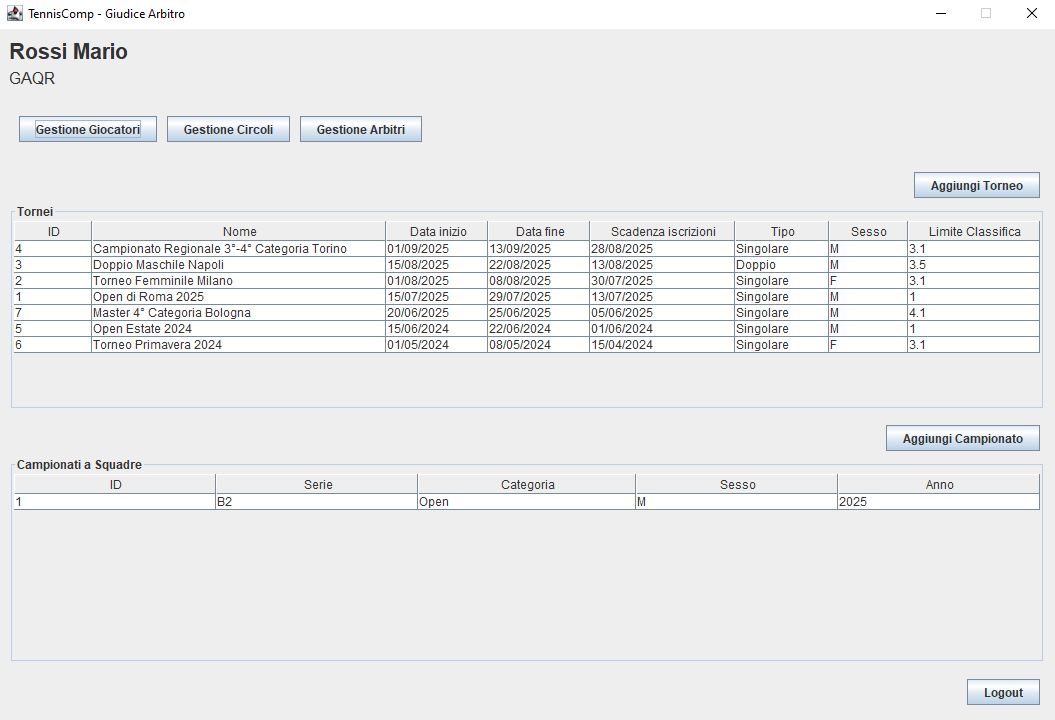 TennisComp - Giudice Arbitro
Rossi Mario
GAQR
Gestione Giocatori Gestione Circoli Gestione Arbitri
Aggiungi Torneo
Tornei
ID Nome Data inizio Data fine Scadenza iscrizioni Tipo Sesso Limite Classifica
4 Campionato Regionale 3°-4° Categoria Torino 01/09/2025 13/09/2025 28/08/2025 Singolare M 3.1
3 Doppio Maschile Napoli 15/08/2025 22/08/2025 13/08/2025 Doppio M 3.5
2 Torneo Femminile Milano 01/08/2025 08/08/2025 30/07/2025 Singolare F 3.1
1 Open di Roma 2025 15/07/2025 29/07/2025 13/07/2025 Singolare M 1
7 Master 4° Categoria Bologna 20/06/2025 25/06/2025 05/06/2025 Singolare M 4.1
5 Open Estate 2024 15/06/2024 22/06/2024 01/06/2024 Singolare M 1
6 Torneo Primavera 2024 01/05/2024 08/05/2024 15/04/2024 Singolare F 3.1
Aggiungi Campionato
Campionati a Squadre
ID Serie Categoria Sesso Anno
1 B2 Open M 2025
Logout